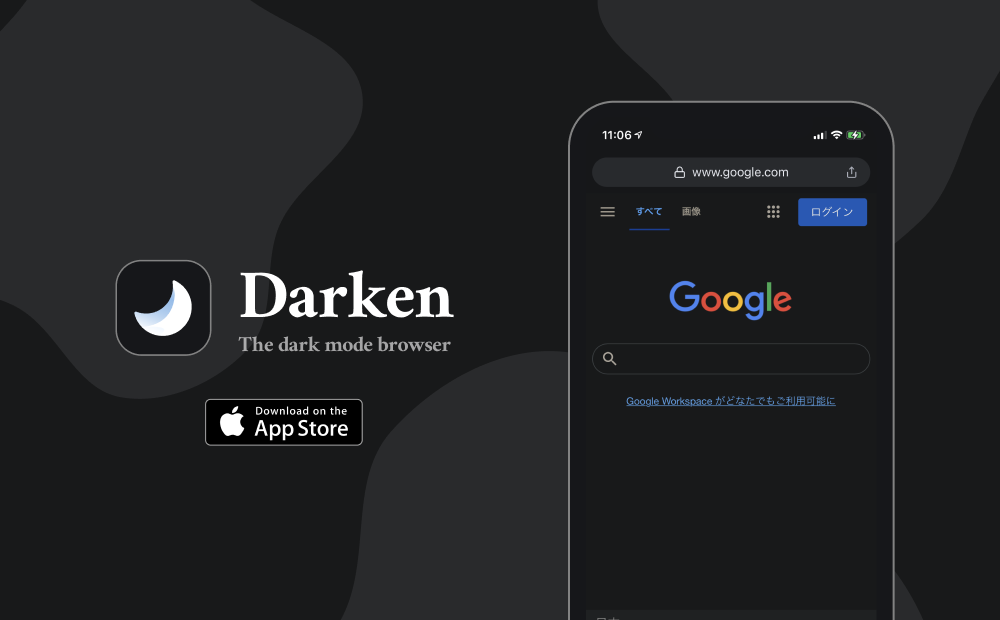 Darken
The dark mode browser
Download on the
App Store
11:06
www.google.com
すべて
画像
ログイン
Google
Google Workspace がどなたでもご利用可能に